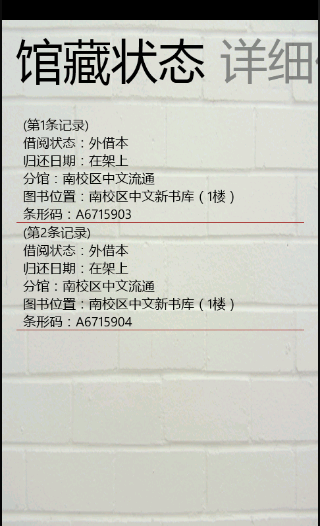 馆藏状态 详细
(第1条记录)
借阅状态：外借本
归还日期：在架上
分馆：南校区中文流通
图书位置：南校区中文新书库（1楼）
条形码：A6715903
(第2条记录)
借阅状态：外借本
归还日期：在架上
分馆：南校区中文流通
图书位置：南校区中文新书库（1楼）
条形码：A6715904